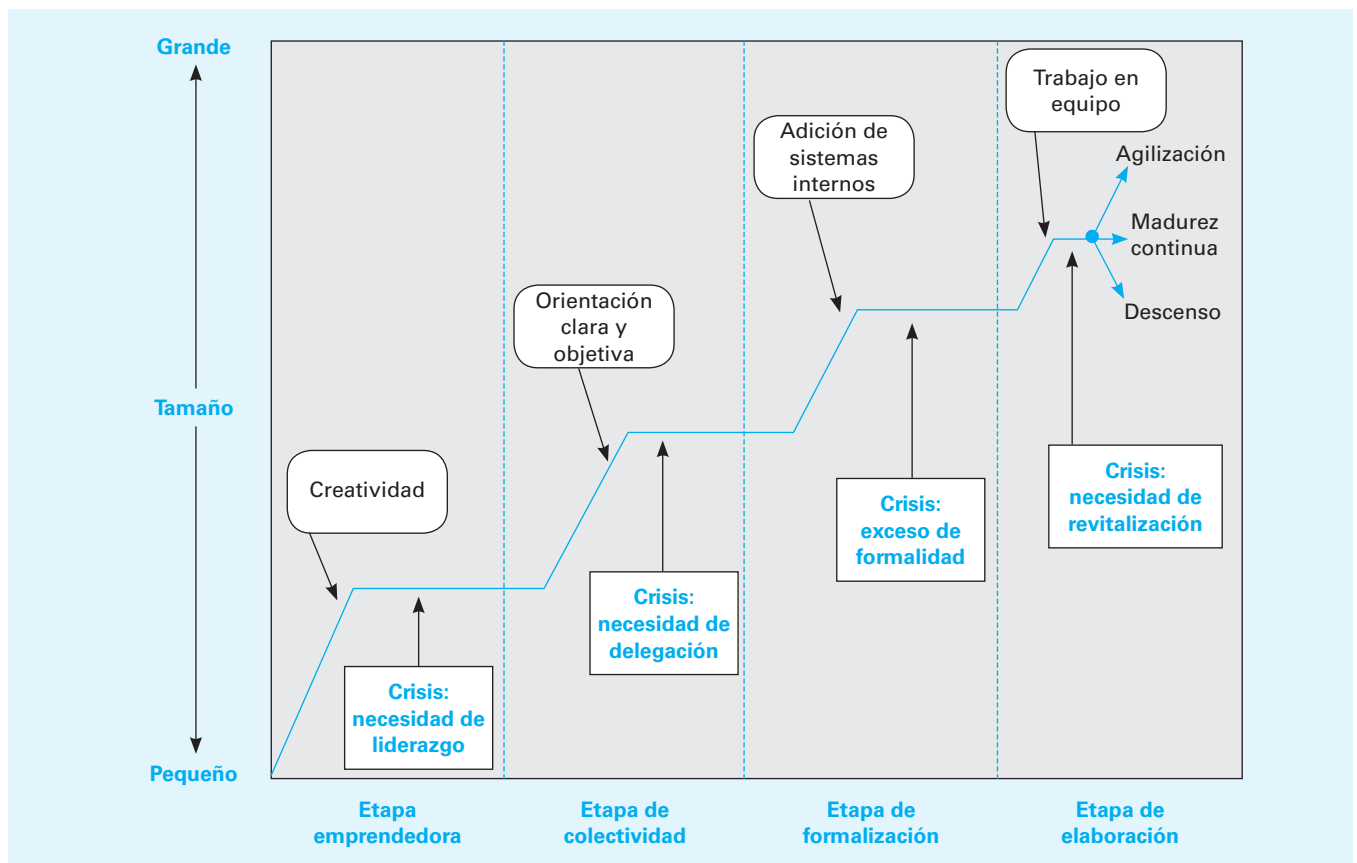 Grande
Tamaño
Pequeño
Creatividad
Crisis:
necesidad de
liderazgo
Orientación
clara y
objetiva
Crisis:
necesidad de
delegación
Adición de
sistemas
internos
Crisis:
exceso de
formalidad
Trabajo en
equipo
Agilización
Madurez
continua
Descenso
Crisis:
necesidad de
revitalización
Etapa
emprendedora
Etapa de
colectividad
Etapa de
formalización
Etapa de
elaboración